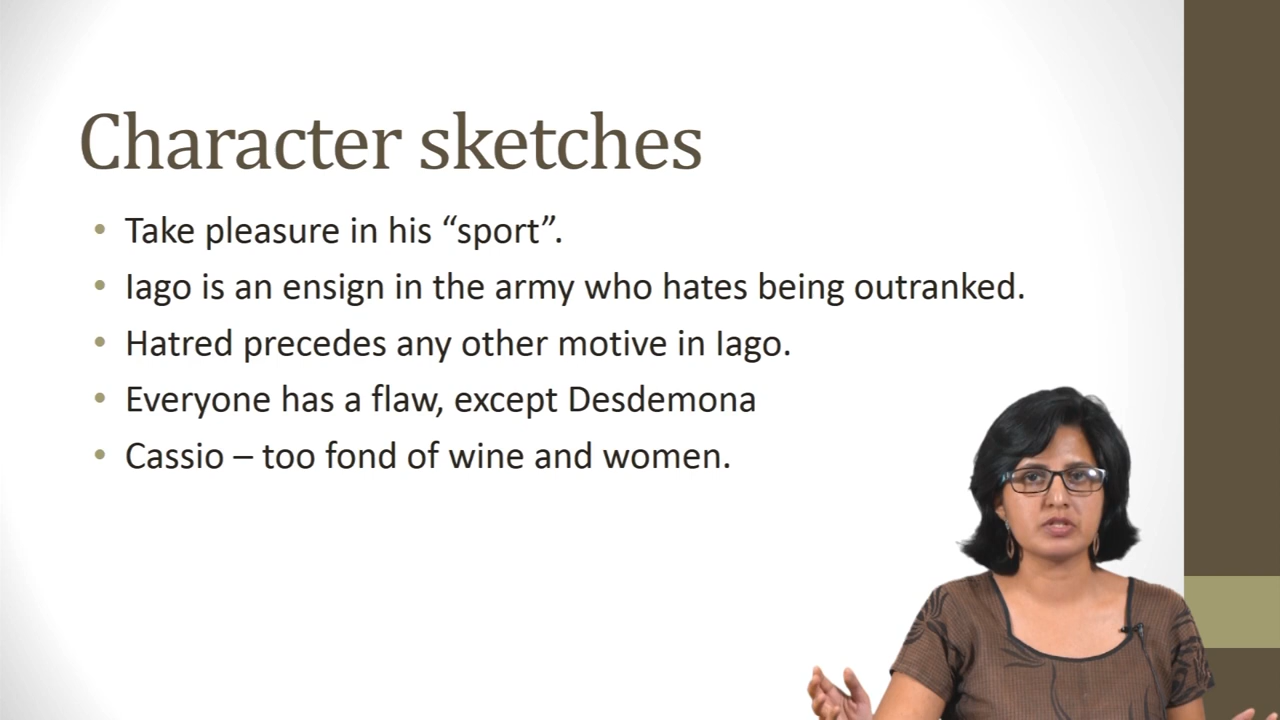 Character sketches
• Take pleasure in his “sport”.
• Iago is an ensign in the army who hates being outranked.
• Hatred precedes any other motive in Iago.
• Everyone has a flaw, except Desdemona
• Cassio – too fond of wine and women.